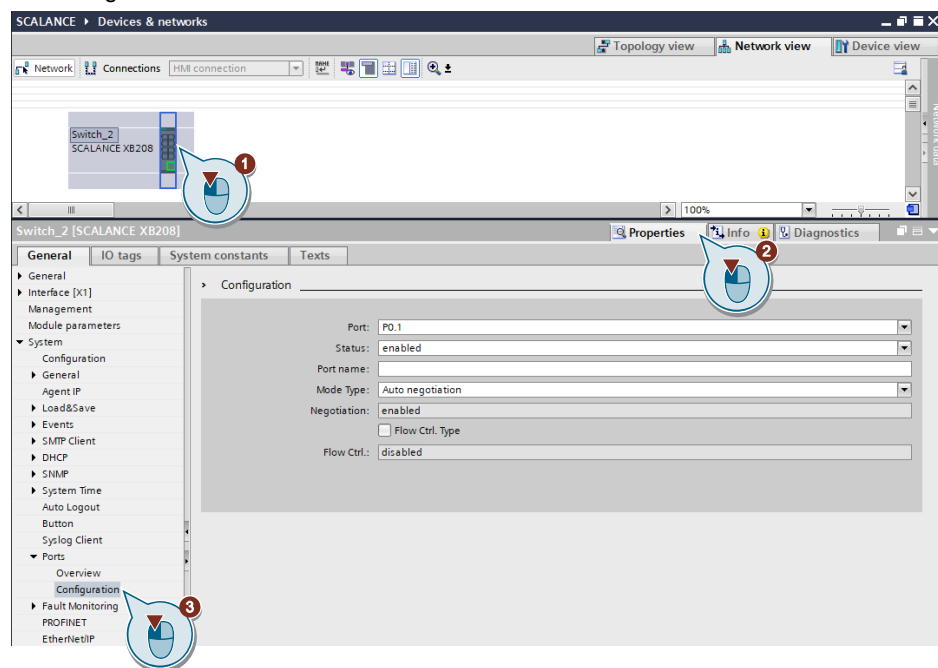 SCALANCE ▸ Devices & networks
Topology view Network view Device view
Network Connections HMI connection
Network data
Switch_2
SCALANCE XB208
1
100%
Switch_2 [SCALANCE XB208]
Properties Info Diagnostics
2
General IO tags System constants Texts
General
Interface [X1]
Management
Module parameters
System
Configuration
General
Agent IP
Load&Save
Events
SMTP Client
DHCP
SNMP
System Time
Auto Logout
Button
Syslog Client
Ports
Overview
Configuration
Fault Monitoring
PROFINET
EtherNet/IP
3
Configuration
Port: P0.1
Status: enabled
Port name:
Mode Type: Auto negotiation
Negotiation: enabled
Flow Ctrl. Type
Flow Ctrl.: disabled